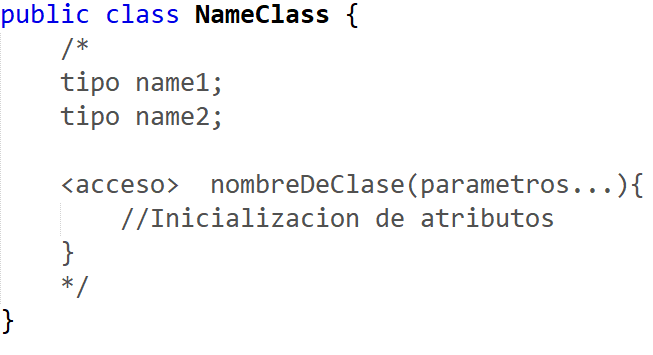 public class NameClass {
/*
tipo name1;
tipo name2;
<acceso>  nombreDeClase(parametros...){
//Inicializacion de atributos
}
*/
}